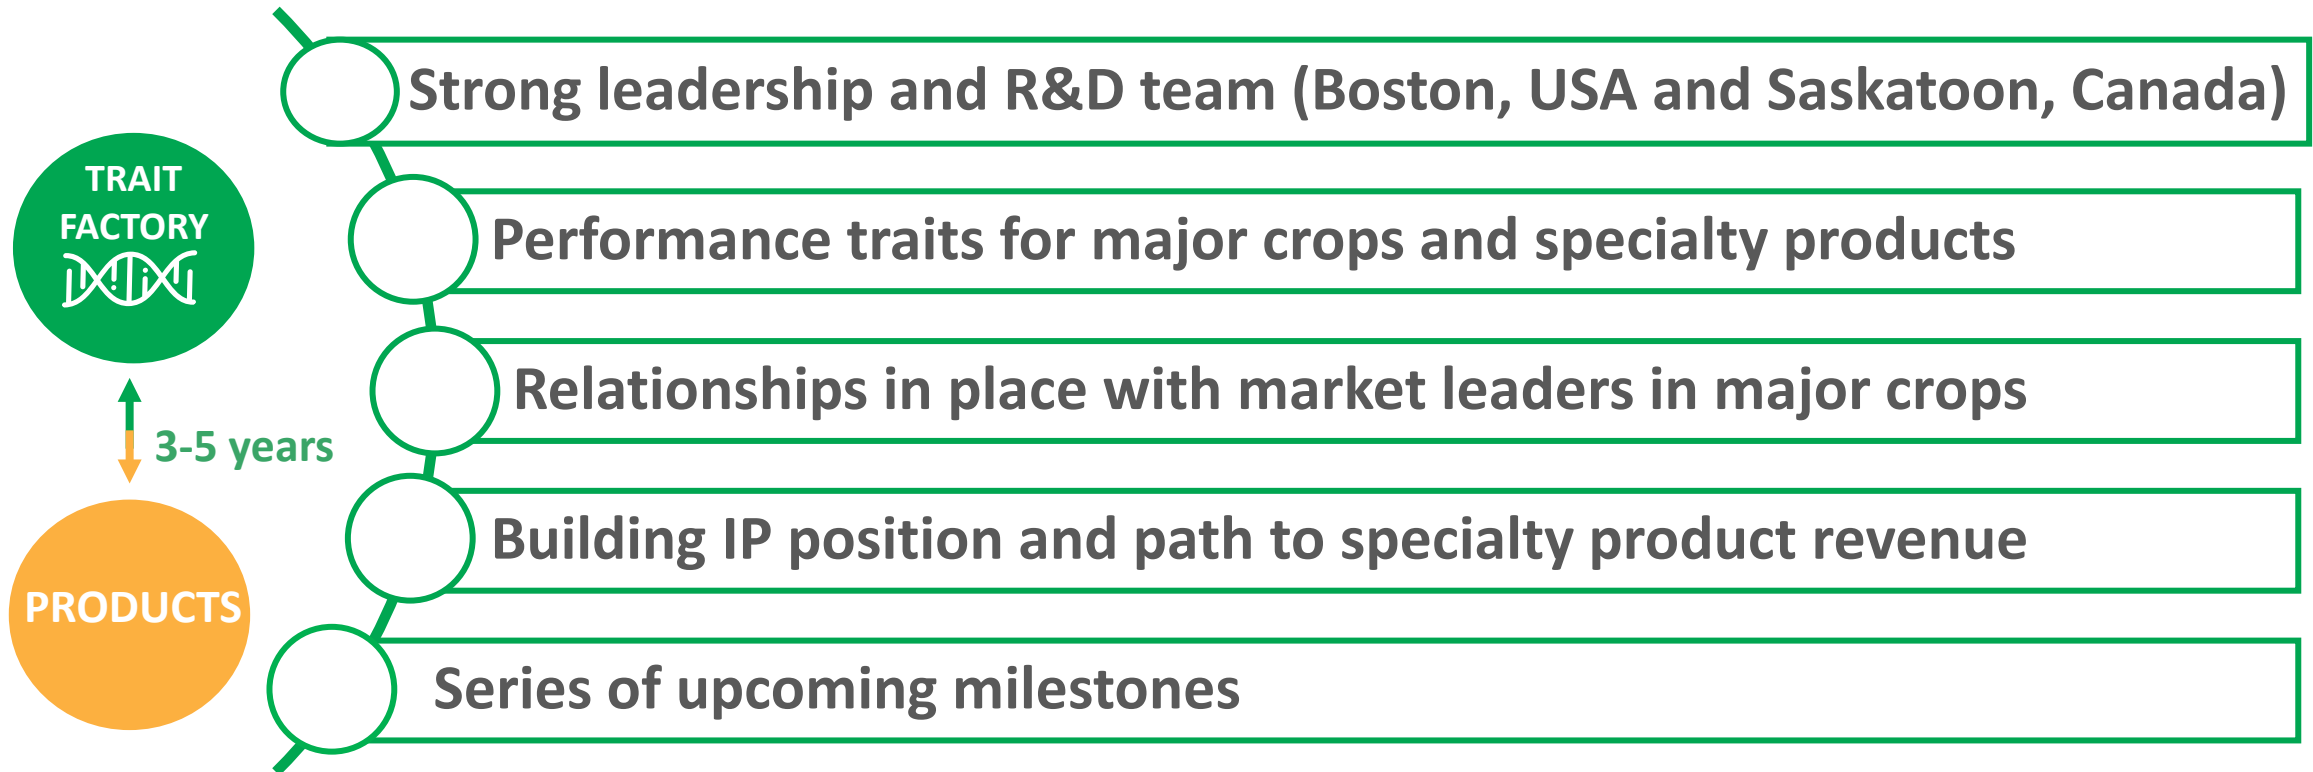 TRAIT
FACTORY
3-5 years
PRODUCTS
Strong leadership and R&D team (Boston, USA and Saskatoon, Canada)
Performance traits for major crops and specialty products
Relationships in place with market leaders in major crops
Building IP position and path to specialty product revenue
Series of upcoming milestones